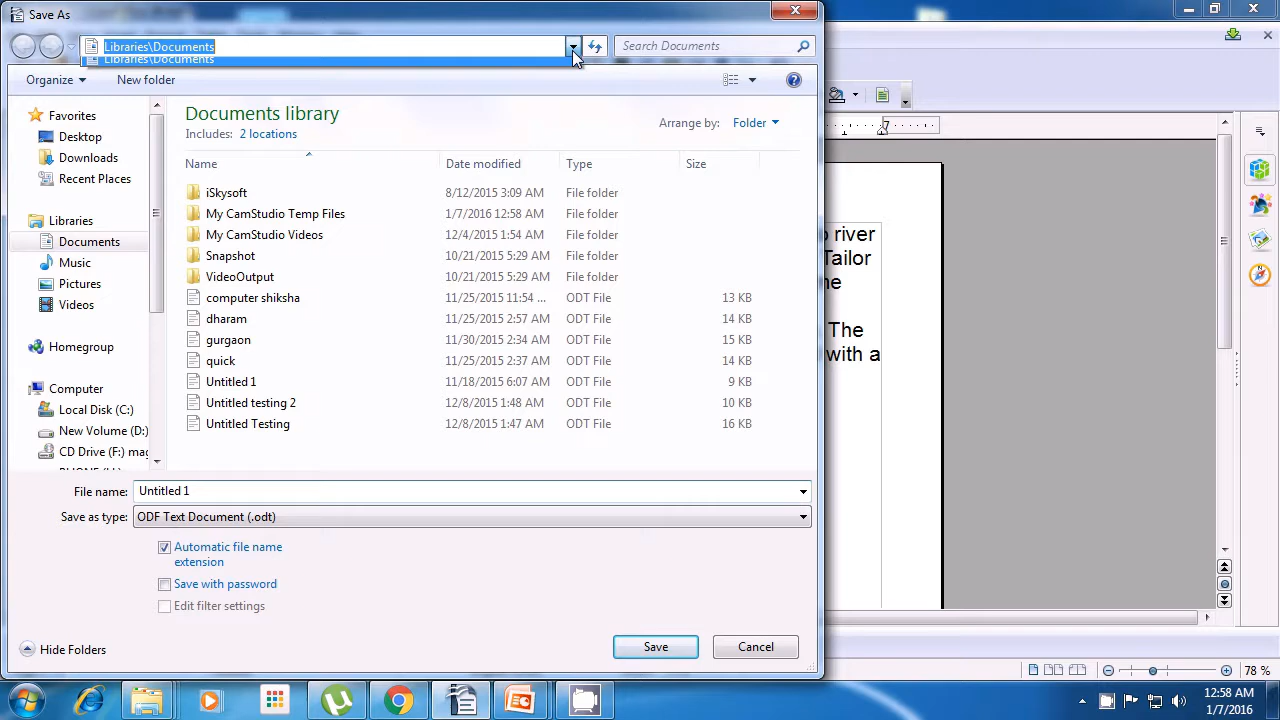 Save As
Libraries\Documents
Libraries\Documents
Search Documents
Organize
New folder
Favorites
Desktop
Downloads
Recent Places
Libraries
Documents
Music
Pictures
Videos
Homegroup
Computer
Local Disk (C:)
New Volume (D:)
CD Drive (F:) mag
Documents library
Includes: 2 locations
Arrange by: Folder
Name Date modified Type Size
iSkysoft 8/12/2015 3:09 AM File folder
My CamStudio Temp Files 1/7/2016 12:58 AM File folder
My CamStudio Videos 12/4/2015 1:54 AM File folder
Snapshot 10/21/2015 5:29 AM File folder
VideoOutput 10/21/2015 5:29 AM File folder
computer shiksha 11/25/2015 11:54 ... ODT File 13 KB
dharam 11/25/2015 2:57 AM ODT File 14 KB
gurgaon 11/30/2015 2:34 AM ODT File 15 KB
quick 11/25/2015 2:37 AM ODT File 14 KB
Untitled 1 11/18/2015 6:07 AM ODT File 9 KB
Untitled testing 2 12/8/2015 1:48 AM ODT File 10 KB
Untitled Testing 12/8/2015 1:47 AM ODT File 16 KB
File name: Untitled 1
Save as type: ODF Text Document (.odt)
Automatic file name
extension
Save with password
Edit filter settings
Hide Folders
Save
Cancel
7
river
Tailor
The
with a
78 %
12:58 AM
1/7/2016